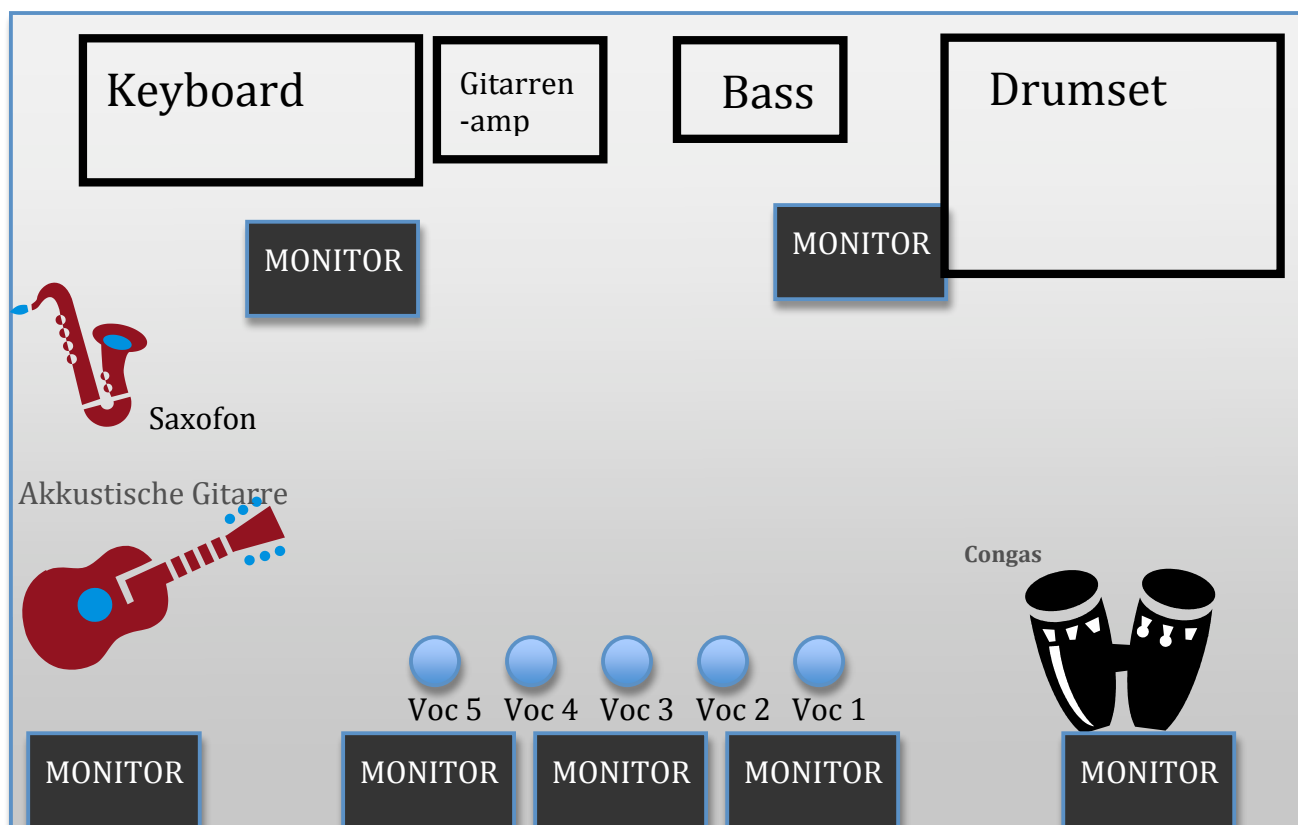 Keyboard
Gitarren
-amp
Bass
Drumset
MONITOR
MONITOR
Saxofon
Akkustische Gitarre
Congas
Voc 5
Voc 4
Voc 3
Voc 2
Voc 1
MONITOR
MONITOR
MONITOR
MONITOR
MONITOR